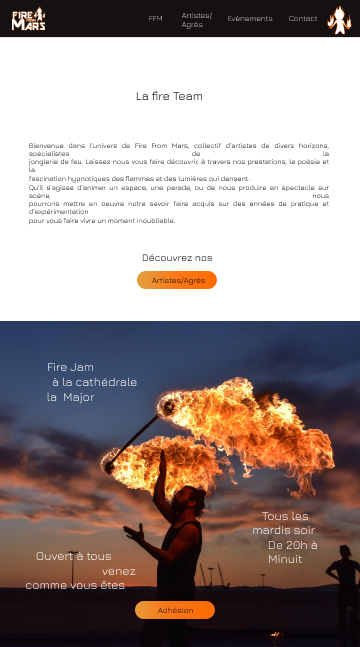 FIRE
FROM
MARS
FFM
Artistes/
Agrès
Evènements
Contact
La fire Team
Bienvenue dans l'univers de Fire From Mars, collectif d'artistes de divers horizons,
spécialistes de la
jonglerie de feu. Laissez nous vous faire découvrir, à travers nos prestations, la poésie et
la
fascination hypnotiques des flammes et des lumières qui dansent.
Qu'il s'agisse d'animer un espace, une parade, ou de nous produire en spectacle sur
scène, nous
pourrons mettre en oeuvre notre savoir faire acquis sur des années de pratique et
d'expérimentation
pour vous faire vivre un moment inoubliable.
Découvrez nos
Artistes/Agrès
Fire Jam
à la cathédrale
la Major
Tous les
mardis soir
De 20h à
Minuit
Ouvert à tous
venez
comme vous êtes
Adhésion